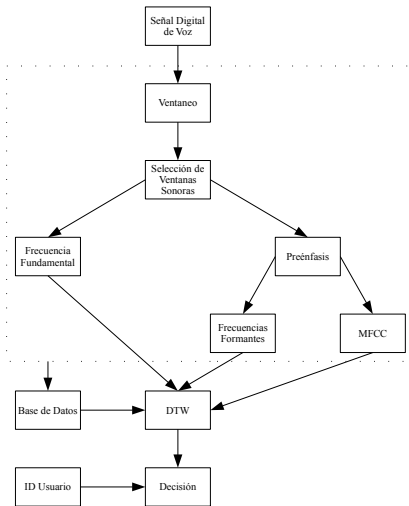 Señal Digital
de Voz
Ventaneo
Selección de
Ventanas
Sonoras
Frecuencia
Fundamental
Preénfasis
Frecuencias
Formantes
MFCC
Base de Datos
DTW
ID Usuario
Decisión